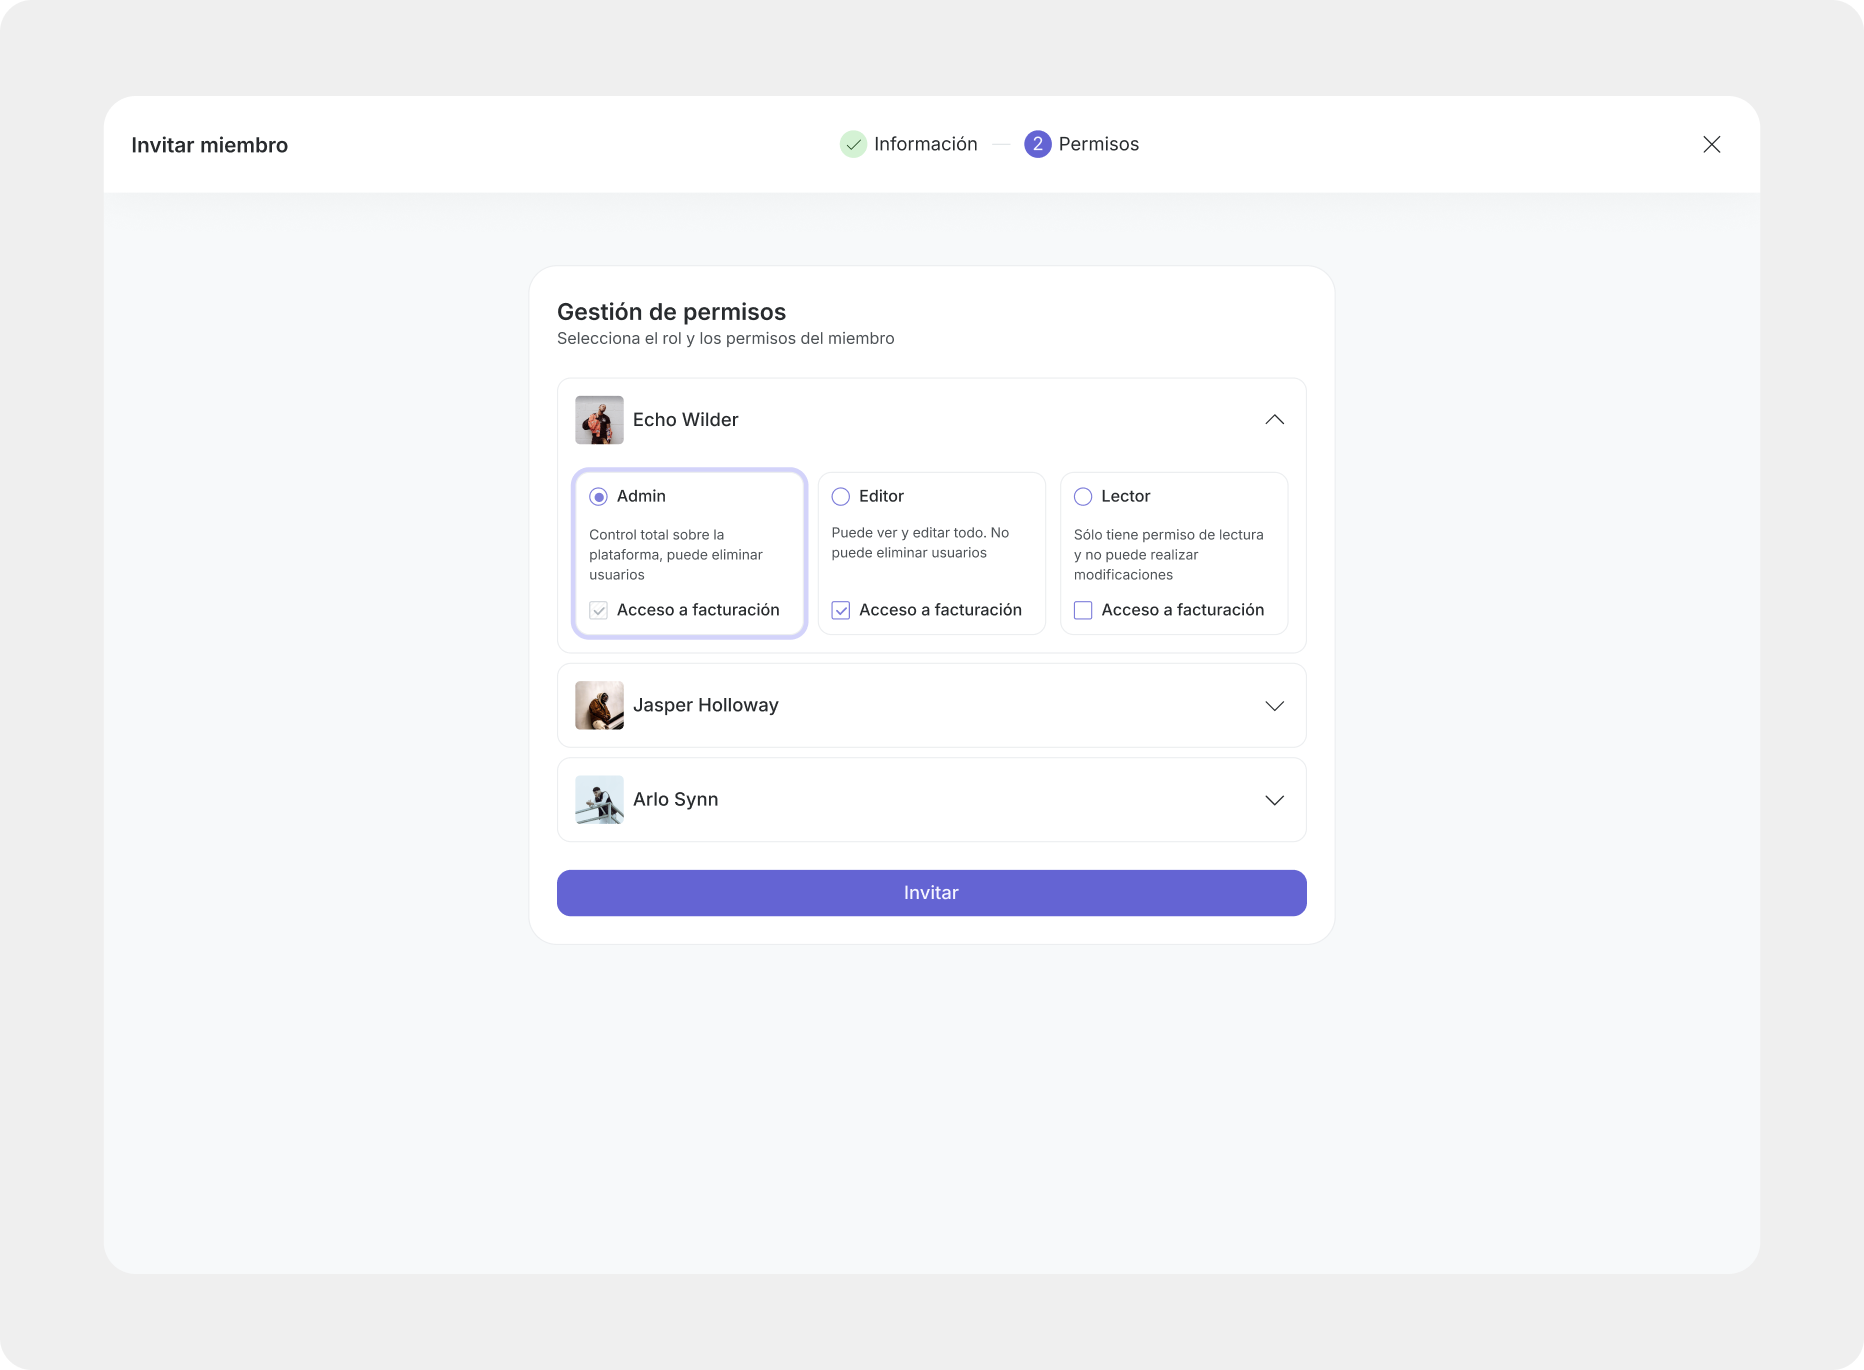 Invitar miembro
Información
2 Permisos
Gestión de permisos
Selecciona el rol y los permisos del miembro
Echo Wilder
Admin
Control total sobre la
plataforma, puede eliminar
usuarios
Acceso a facturación
Editor
Puede ver y editar todo. No
puede eliminar usuarios
Acceso a facturación
Lector
Sólo tiene permiso de lectura
y no puede realizar
modificaciones
Acceso a facturación
Jasper Holloway
Arlo Synn
Invitar